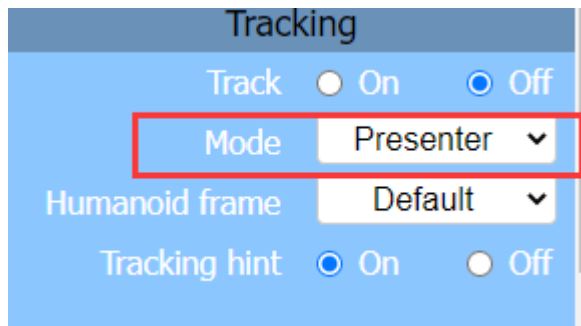 Tracking
Track On Off
Mode Presenter
Humanoid frame Default
Tracking hint On Off